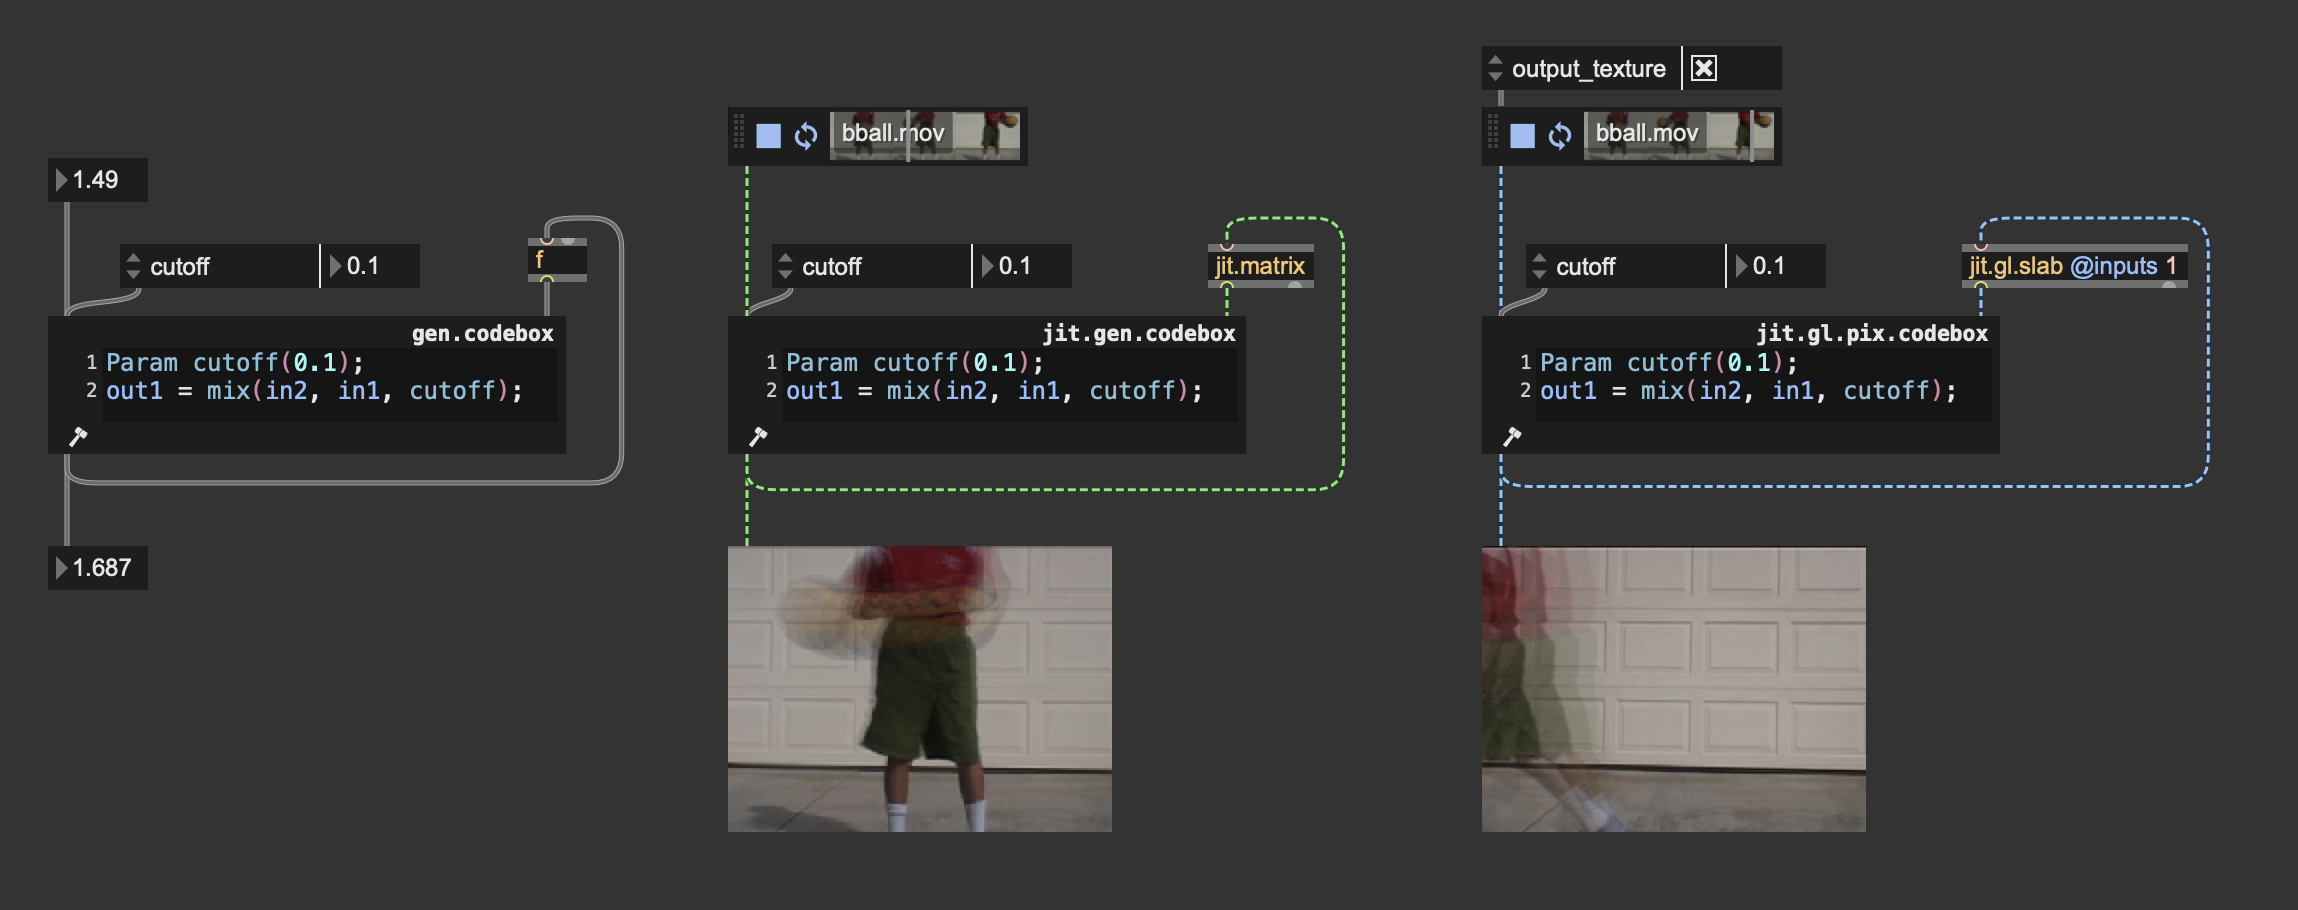 1.49
cutoff 0.1
f
gen.codebox
1 Param cutoff(0.1);
2 out1 = mix(in2, in1, cutoff);
1.687
bball.mov
cutoff 0.1
jit.matrix
jit.gen.codebox
1 Param cutoff(0.1);
2 out1 = mix(in2, in1, cutoff);
output_texture
bball.mov
cutoff 0.1
jit.gl.slab @inputs 1
jit.gl.pix.codebox
1 Param cutoff(0.1);
2 out1 = mix(in2, in1, cutoff);